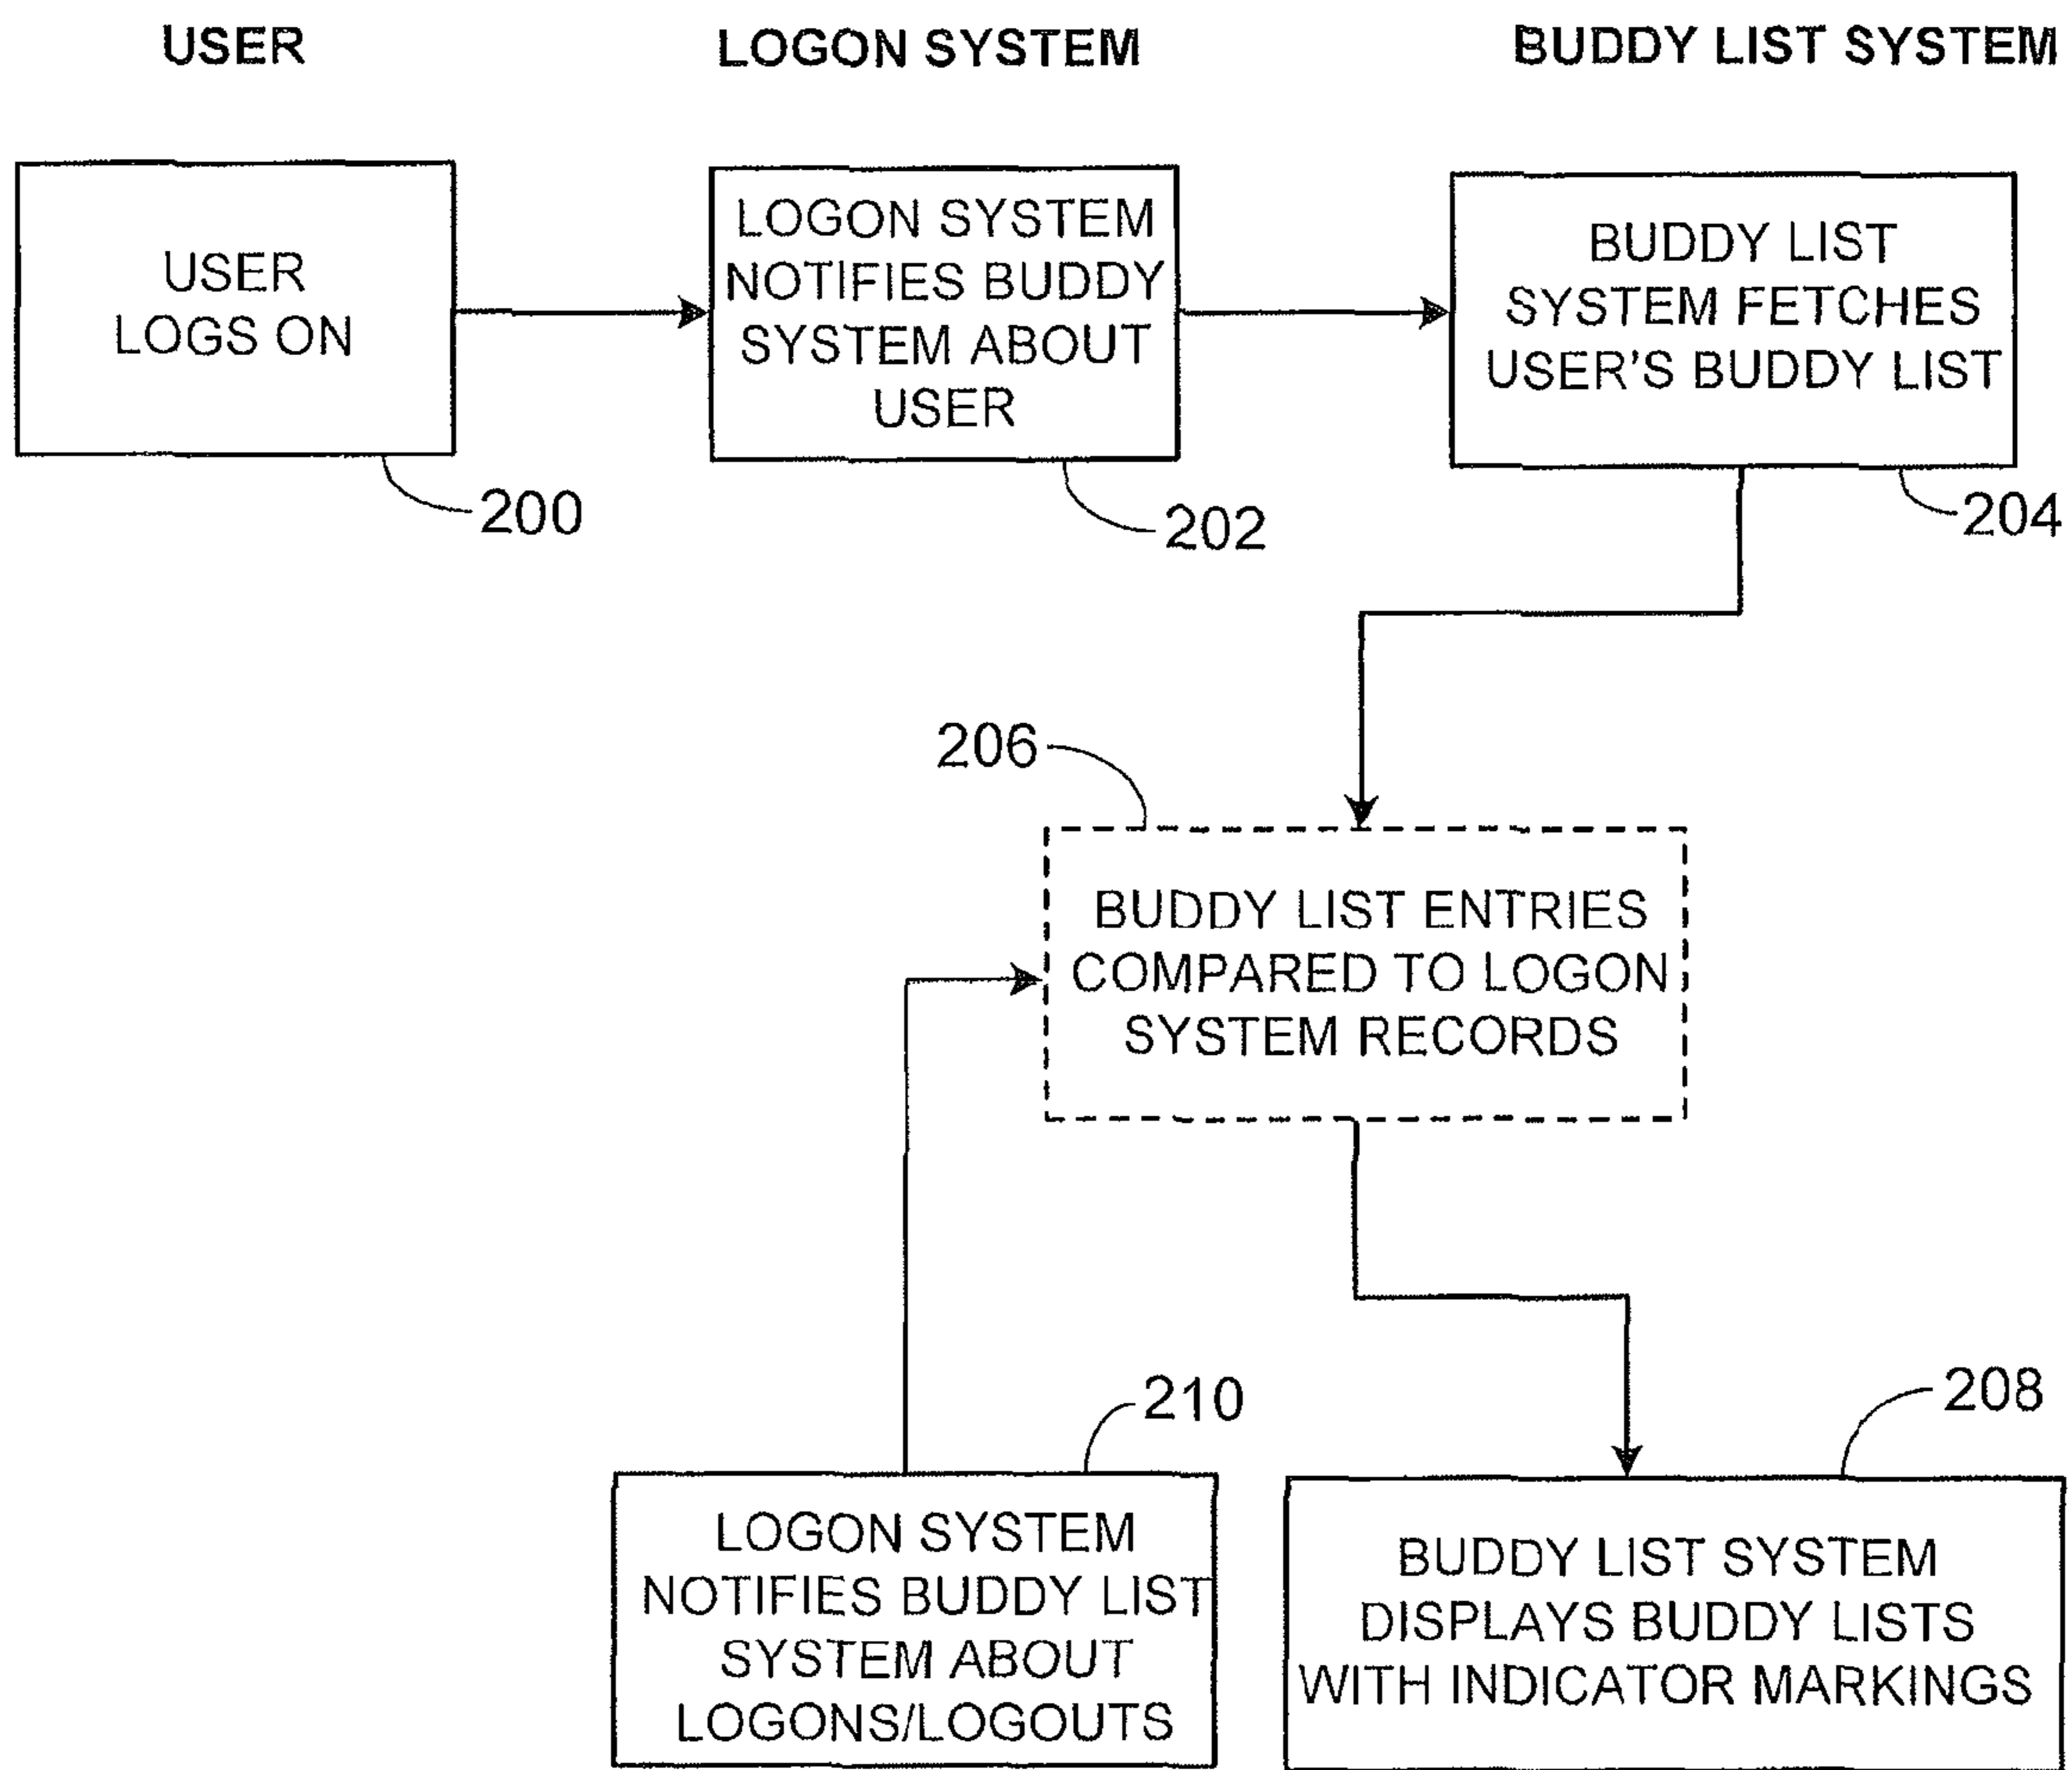 USER
LOGON SYSTEM
BUDDY LIST SYSTEM
USER
LOGS ON
200
LOGON SYSTEM
NOTIFIES BUDDY
SYSTEM ABOUT
USER
202
BUDDY LIST
SYSTEM FETCHES
USER'S BUDDY LIST
204
206
BUDDY LIST ENTRIES
COMPARED TO LOGON
SYSTEM RECORDS
210
LOGON SYSTEM
NOTIFIES BUDDY LIST
SYSTEM ABOUT
LOGONS/LOGOUTS
208
BUDDY LIST SYSTEM
DISPLAYS BUDDY LISTS
WITH INDICATOR MARKINGS